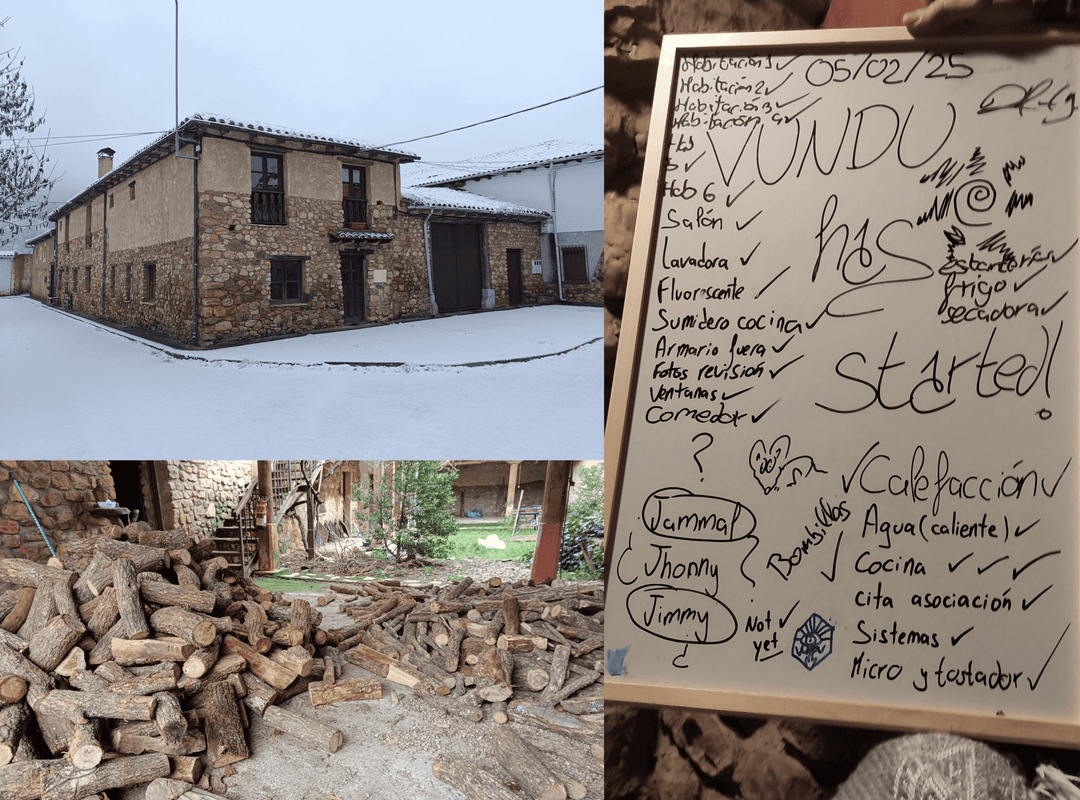 05/02/25
VUNDU
has
started!
Habitación 1 ✓
Habitación 2 ✓
Habitación 3 ✓
Habitación 4 ✓
5 ✓
Hab 6 ✓
Salón ✓
Lavadora ✓
Fluorescente ✓
Sumidero cocina ✓
Armario fuera ✓
Fotos revisión ✓
Ventanas ✓
Comedor ✓
?
Jammal
Jhonny
Jimmy
¿
Estanterías ✓
frigo ✓
secadora ✓
✓ Calefacción ✓
Agua (caliente) ✓
Cocina ✓ ✓ ✓
cita asociación ✓
Sistemas ✓
Micro y tostador ✓
Bombillas ✓
Not ✓
yet